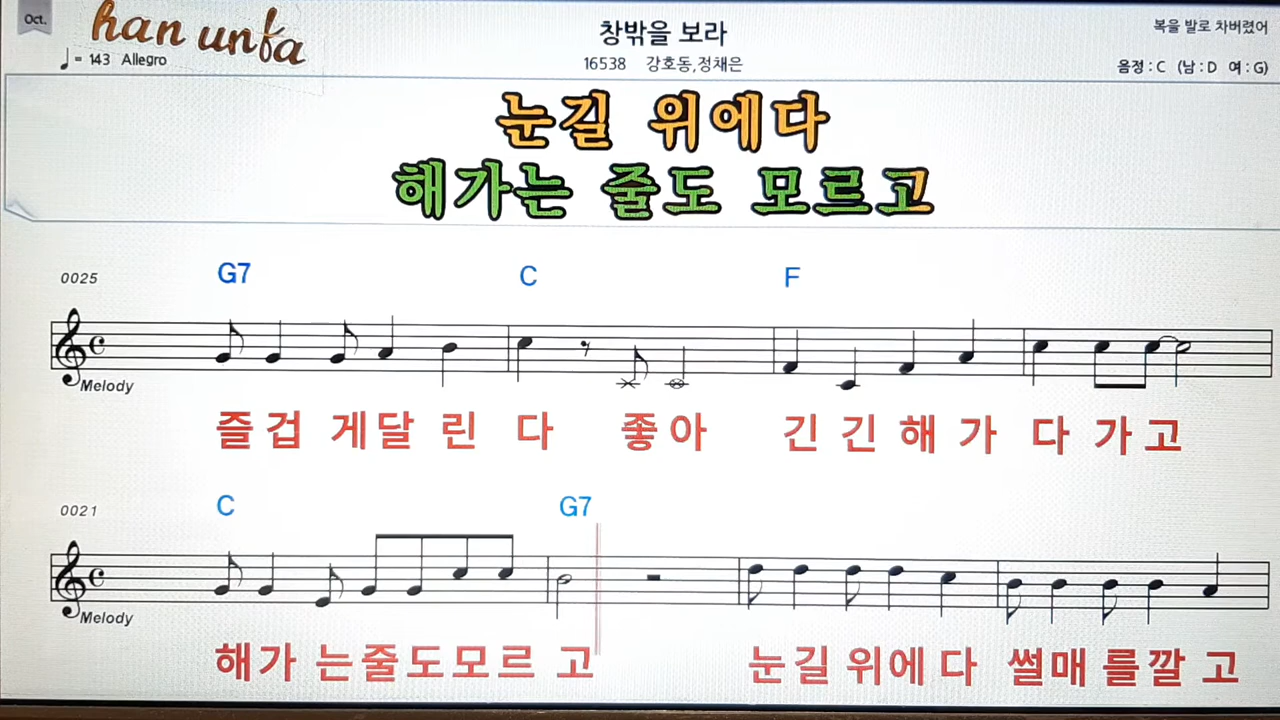 Oct.
han unfa
창밖을 보라
복을 발로 차버렸어
♩= 143 Allegro
16538 강호동,정채은
음정 : C (남 : D 여 : G)
눈길 위에다
해가는 줄도 모르고
0025
G7 C F
Melody
즐겁 게달 린 다 좋아 긴 긴 해 가 다 가고
0021
C G7
Melody
해가 는줄도모르 고 눈길 위에 다 썰매 를깔 고